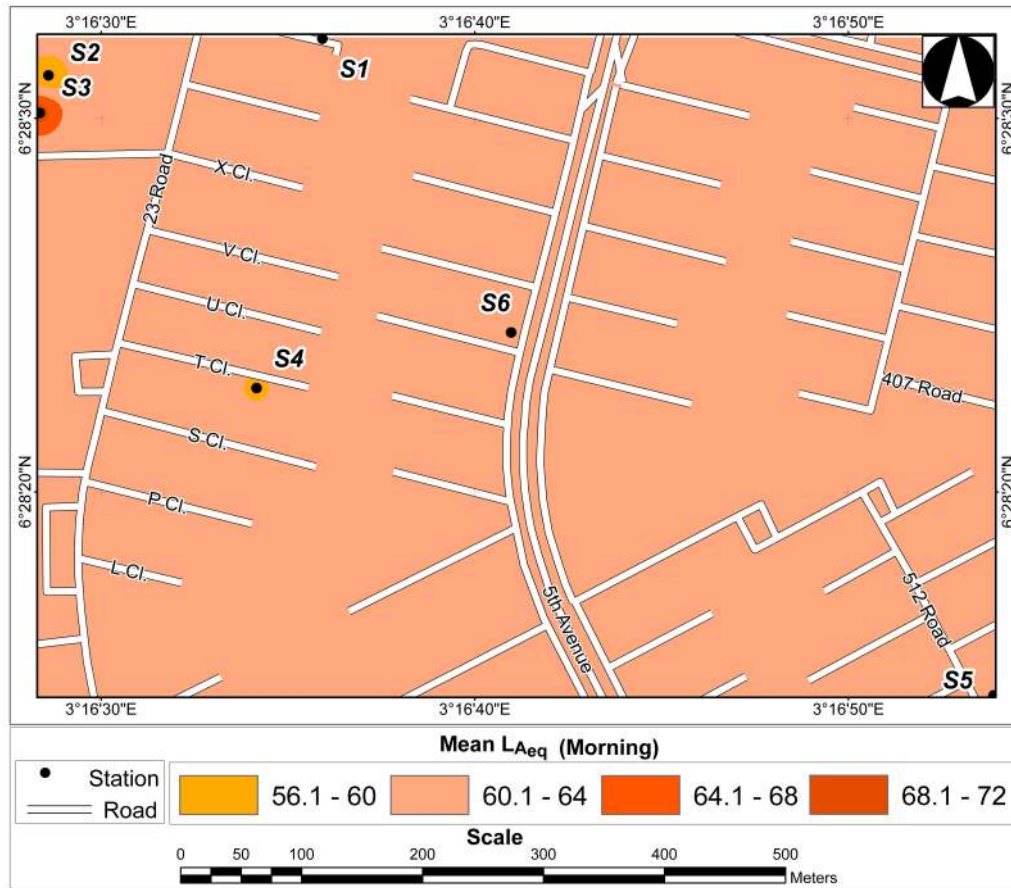 3°16'30"E 3°16'40"E 3°16'50"E
S2
S1
S3
6°28'30"N
6°28'30"N
X Cl.
23 Road
V Cl.
U Cl.
S6
S4
T Cl.
407 Road
S Cl.
6°28'20"N
6°28'20"N
P Cl.
L Cl.
5th Avenue
512 Road
S5
3°16'30"E 3°16'40"E 3°16'50"E
Mean LAeq (Morning)
Station
Road
56.1 - 60 60.1 - 64 64.1 - 68 68.1 - 72
Scale
0 50 100 200 300 400 500
Meters